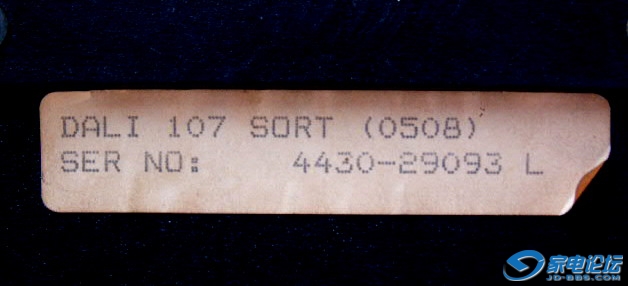 DALI 107 SORT (0508)
SER NO: 4430-29093 L
家电论坛
JD-BBS.COM